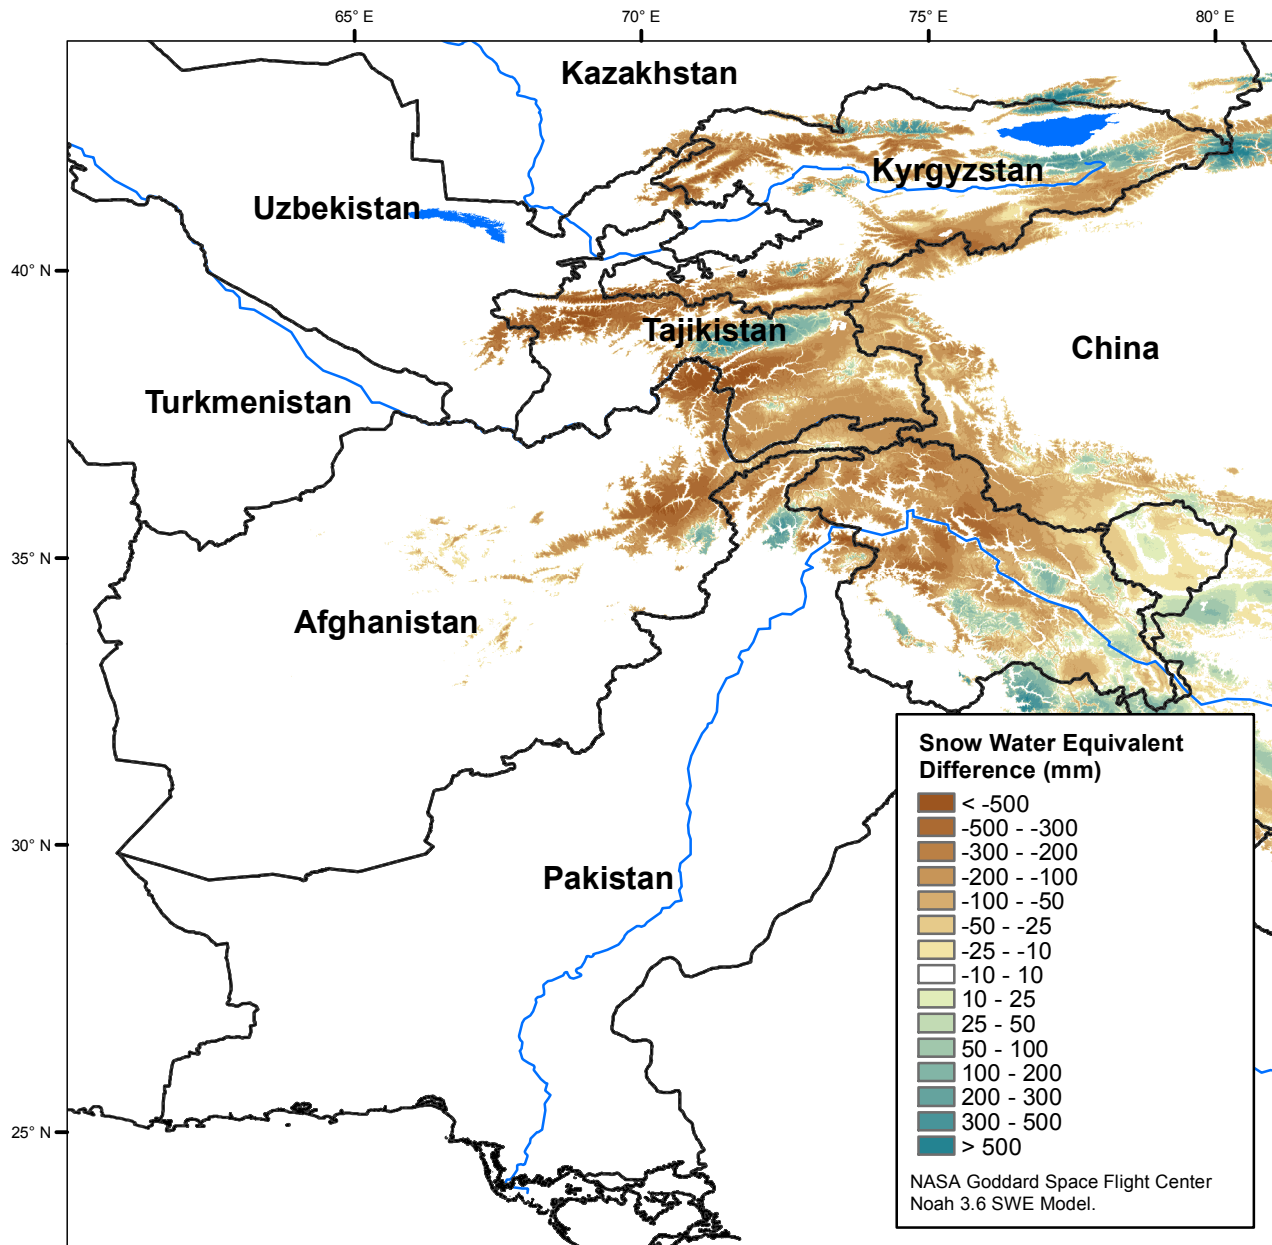 65° E
70° E
75° E
80° E
Kazakhstan
Kyrgyzstan
Uzbekistan
40° N
Tajikistan
China
Turkmenistan
35° N
Afghanistan
Snow Water Equivalent
Difference (mm)
< -500
-500 - -300
-300 - -200
-200 - -100
-100 - -50
-50 - -25
-25 - -10
-10 - 10
10 - 25
25 - 50
50 - 100
100 - 200
200 - 300
300 - 500
> 500
NASA Goddard Space Flight Center
Noah 3.6 SWE Model.
30° N
Pakistan
25° N